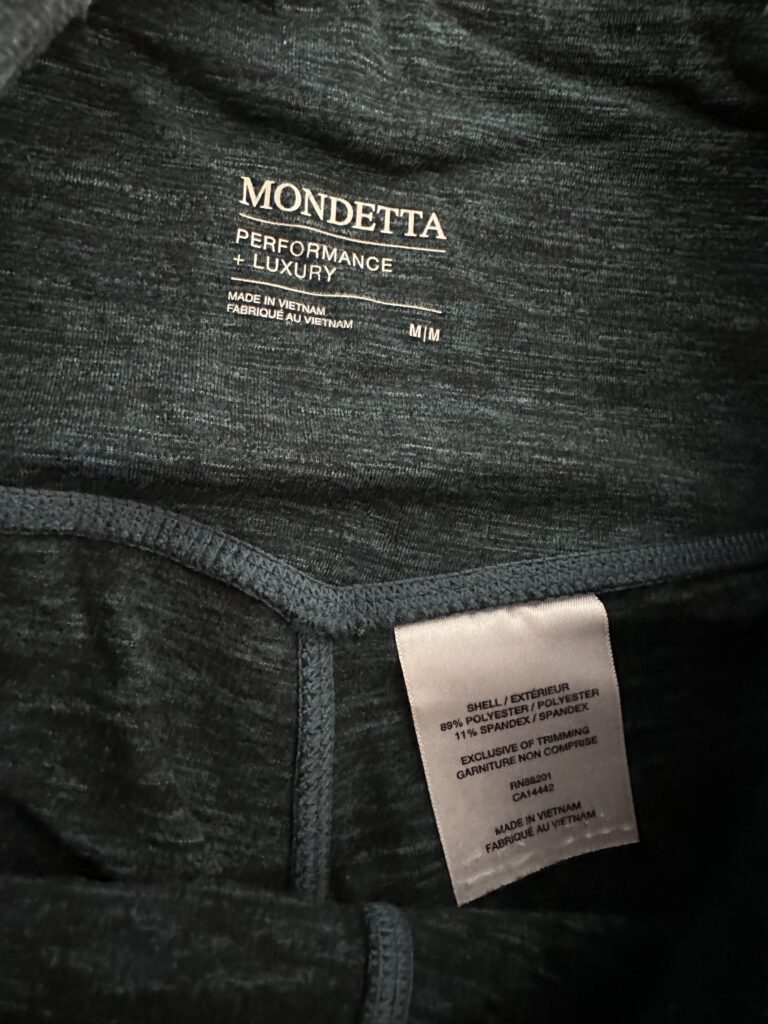 MONDETTA
PERFORMANCE
+ LUXURY
MADE IN VIETNAM
FABRIQUÉ AU VIETNAM
M|M
SHELL / EXTÉRIEUR
89% POLYESTER / POLYESTER
11% SPANDEX / SPANDEX
EXCLUSIVE OF TRIMMING
GARNITURE NON COMPRISE
RN88201
CA14442
MADE IN VIETNAM
FABRIQUÉ AU VIETNAM